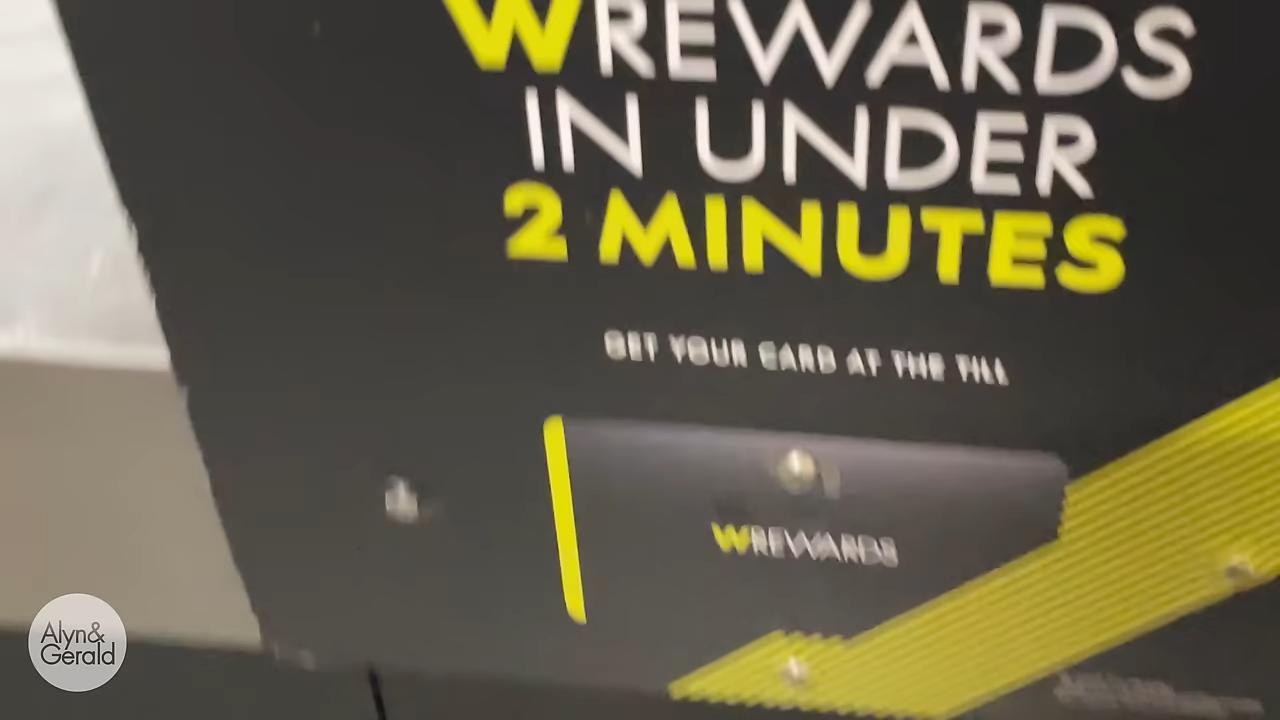 WREWARDS
IN UNDER
2 MINUTES
GET YOUR CARD AT THE TILL
WREWARDS
Alyn&
Gerald